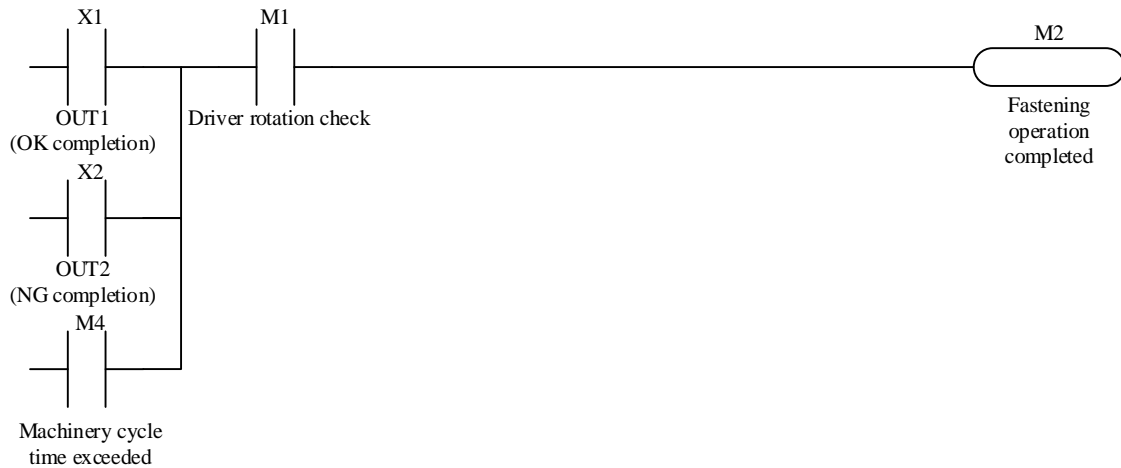 X1
M1
M2
OUT1
(OK completion)
Driver rotation check
Fastening
operation
completed
X2
OUT2
(NG completion)
M4
Machinery cycle
time exceeded